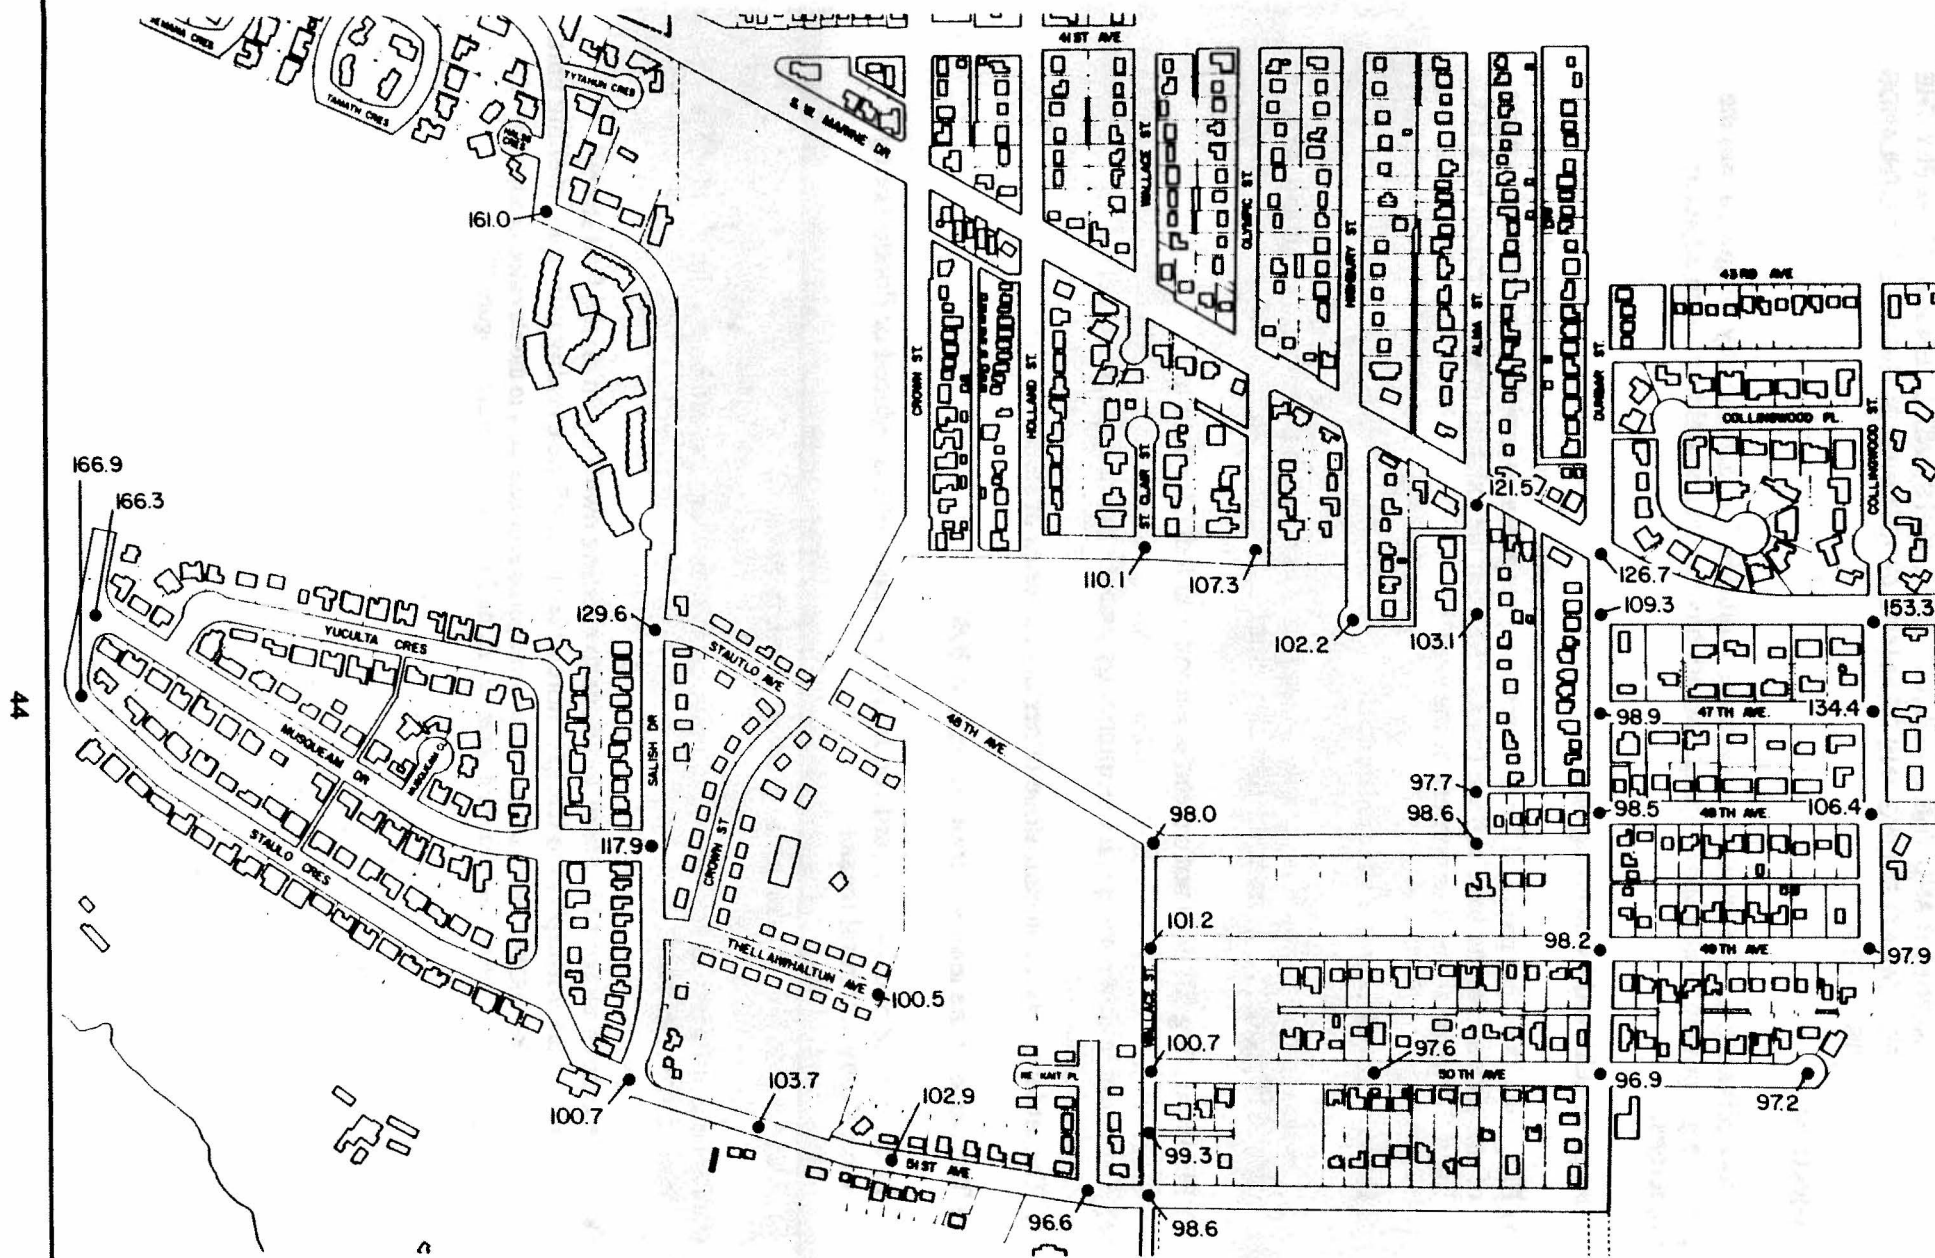 41ST AVE
TAMATH CRES
TYTAHUN CRES
S. W. MARINE DR
WALLACE ST.
OLYMPIC ST.
HIGHBURY ST.
ALMA ST.
DUNBAR ST.
43RD AVE
161.0
CROWN ST.
HOLLAND ST.
ST. CLAIR ST.
COLLINGWOOD PL.
COLLINGWOOD ST.
166.9
166.3
121.5
110.1
107.3
126.7
129.6
102.2
103.1
109.3
153.3
YUCULTA
CRES
STAUTLO AVE
SALISH DR
MUSQUEAM DR
STAULO CRES
48TH AVE
98.9
47TH AVE.
134.4
97.7
98.6
98.0
98.5
48TH AVE.
106.4
117.9
CROWN ST
44
101.2
98.2
49TH AVE.
97.9
THELLAIWHALTUN AVE
100.5
WALLACE ST.
100.7
97.6
50TH AVE
96.9
97.2
100.7
103.7
102.9
99.3
51ST AVE.
96.6
98.6